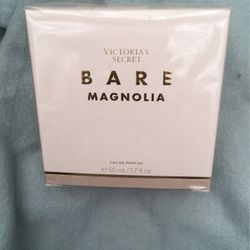 VICTORIA'S
SECRET
BARE
MAGNOLIA
EAU DE PARFUM
℮ 50 mL/1.7 fl oz